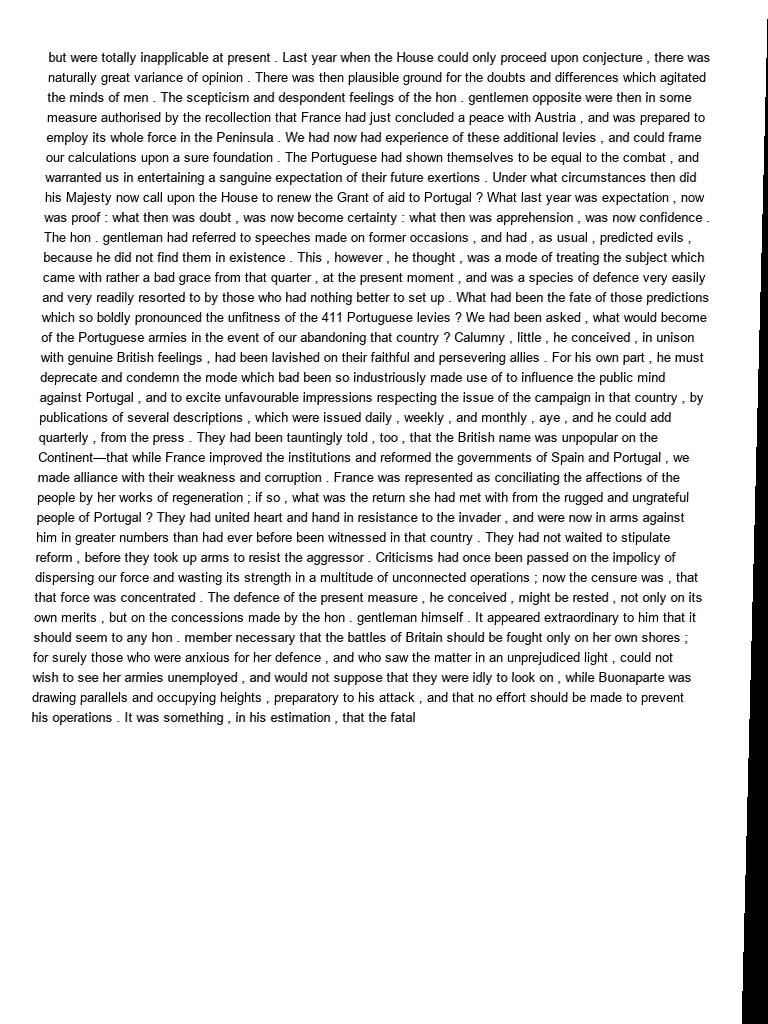 but were totally inapplicable at present . Last year when the House could only proceed upon conjecture , there was
naturally great variance of opinion . There was then plausible ground for the doubts and differences which agitated
the minds of men . The scepticism and despondent feelings of the hon . gentlemen opposite were then in some
measure authorised by the recollection that France had just concluded a peace with Austria , and was prepared to
employ its whole force in the Peninsula . We had now had experience of these additional levies , and could frame
our calculations upon a sure foundation . The Portuguese had shown themselves to be equal to the combat , and
warranted us in entertaining a sanguine expectation of their future exertions . Under what circumstances then did
his Majesty now call upon the House to renew the Grant of aid to Portugal ? What last year was expectation , now
was proof : what then was doubt , was now become certainty : what then was apprehension , was now confidence .
The hon . gentleman had referred to speeches made on former occasions , and had , as usual , predicted evils ,
because he did not find them in existence . This , however , he thought , was a mode of treating the subject which
came with rather a bad grace from that quarter , at the present moment , and was a species of defence very easily
and very readily resorted to by those who had nothing better to set up . What had been the fate of those predictions
which so boldly pronounced the unfitness of the 411 Portuguese levies ? We had been asked , what would become
of the Portuguese armies in the event of our abandoning that country ? Calumny , little , he conceived , in unison
with genuine British feelings , had been lavished on their faithful and persevering allies . For his own part , he must
deprecate and condemn the mode which bad been so industriously made use of to influence the public mind
against Portugal , and to excite unfavourable impressions respecting the issue of the campaign in that country , by
publications of several descriptions , which were issued daily , weekly , and monthly , aye , and he could add
quarterly , from the press . They had been tauntingly told , too , that the British name was unpopular on the
Continent—that while France improved the institutions and reformed the governments of Spain and Portugal , we
made alliance with their weakness and corruption . France was represented as conciliating the affections of the
people by her works of regeneration ; if so , what was the return she had met with from the rugged and ungrateful
people of Portugal ? They had united heart and hand in resistance to the invader , and were now in arms against
him in greater numbers than had ever before been witnessed in that country . They had not waited to stipulate
reform , before they took up arms to resist the aggressor . Criticisms had once been passed on the impolicy of
dispersing our force and wasting its strength in a multitude of unconnected operations ; now the censure was , that
that force was concentrated . The defence of the present measure , he conceived , might be rested , not only on its
own merits , but on the concessions made by the hon . gentleman himself . It appeared extraordinary to him that it
should seem to any hon . member necessary that the battles of Britain should be fought only on her own shores ;
for surely those who were anxious for her defence , and who saw the matter in an unprejudiced light , could not
wish to see her armies unemployed , and would not suppose that they were idly to look on , while Buonaparte was
drawing parallels and occupying heights , preparatory to his attack , and that no effort should be made to prevent
his operations . It was something , in his estimation , that the fatal